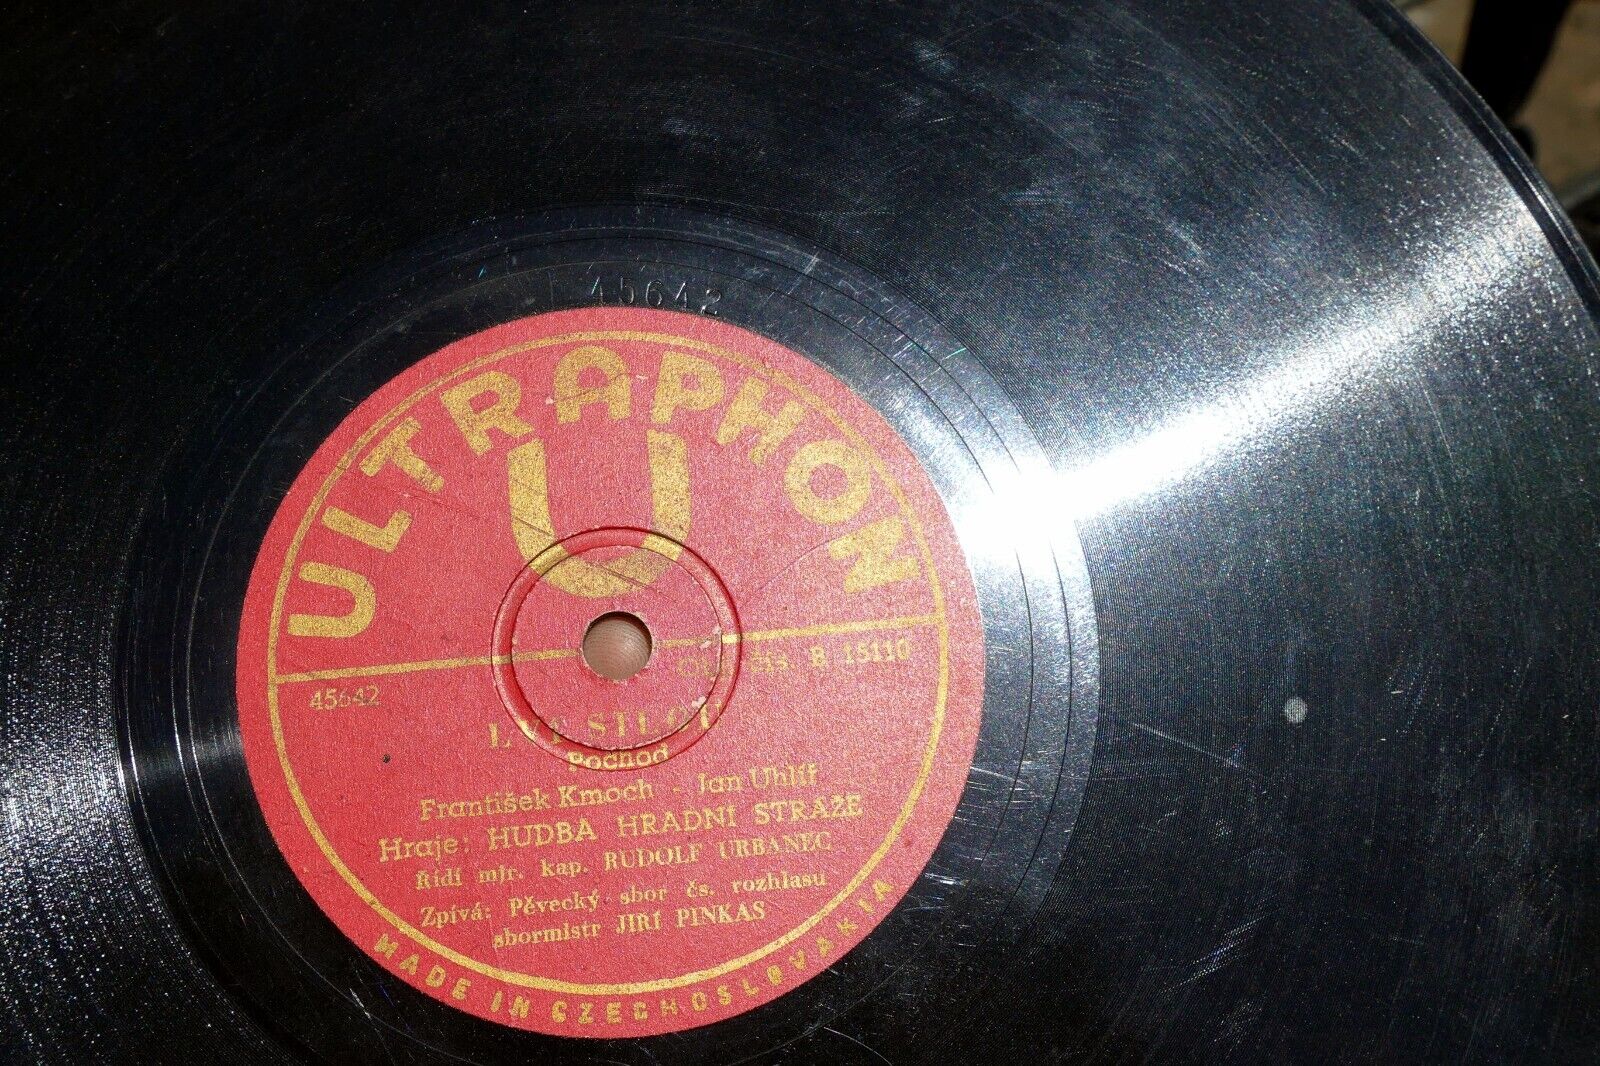 45642
ULTRAPHON
U
45642
B 15110
Pochod
František Kmoch - Jan Uhlíř
Hraje: HUDBA HRADNÍ STRÁŽE
Řídí mjr. kap. RUDOLF URBANEC
Zpívá: Pěvecký sbor čs. rozhlasu
sbormistr JIŘÍ PINKAS
MADE IN CZECHOSLOVAKIA